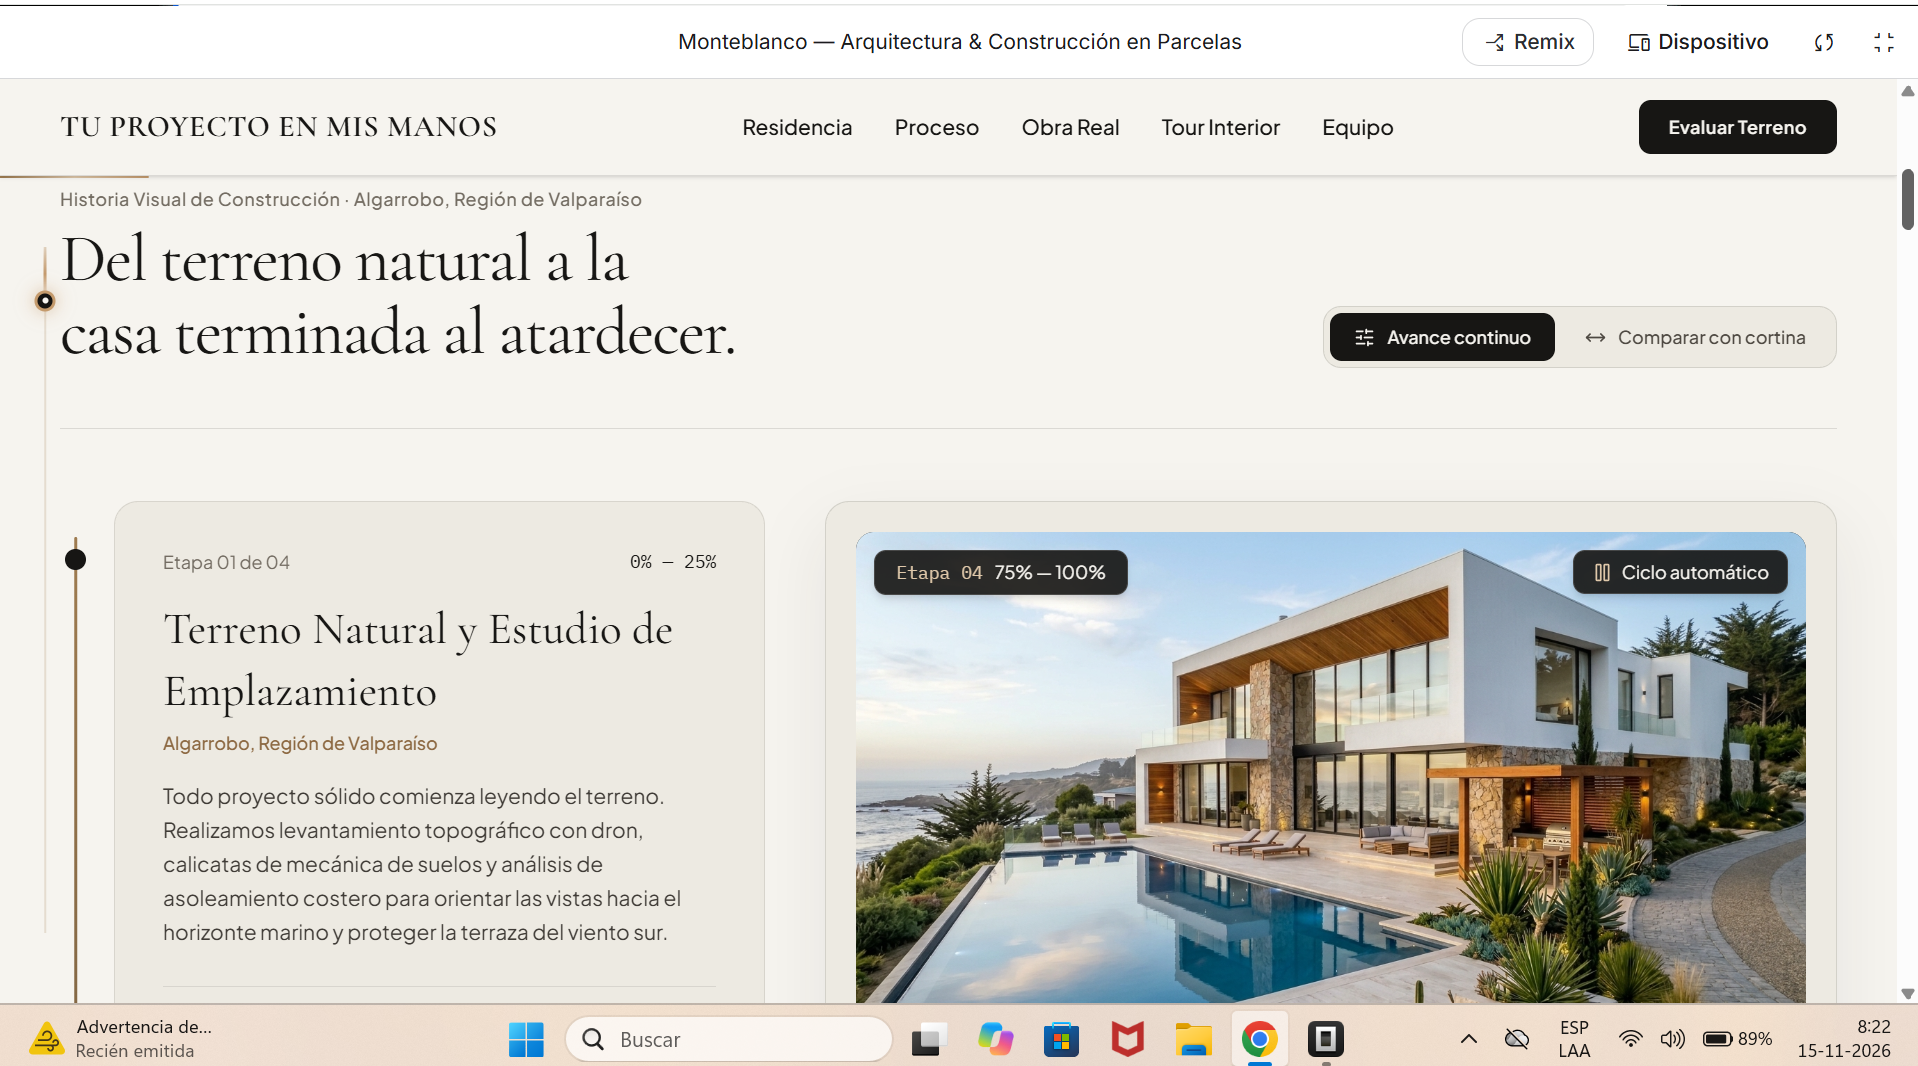 Monteblanco — Arquitectura & Construcción en Parcelas
Remix
Dispositivo
TU PROYECTO EN MIS MANOS
Residencia
Proceso
Obra Real
Tour Interior
Equipo
Evaluar Terreno
Historia Visual de Construcción · Algarrobo, Región de Valparaíso
Del terreno natural a la
casa terminada al atardecer.
Avance continuo
Comparar con cortina
Etapa 01 de 04
0% — 25%
Terreno Natural y Estudio de
Emplazamiento
Algarrobo, Región de Valparaíso
Todo proyecto sólido comienza leyendo el terreno.
Realizamos levantamiento topográfico con dron,
calicatas de mecánica de suelos y análisis de
asoleamiento costero para orientar las vistas hacia el
horizonte marino y proteger la terraza del viento sur.
Etapa 04 75% — 100%
Ciclo automático
Advertencia de...
Recién emitida
Buscar
ESP
LAA
89%
8:22
15-11-2026